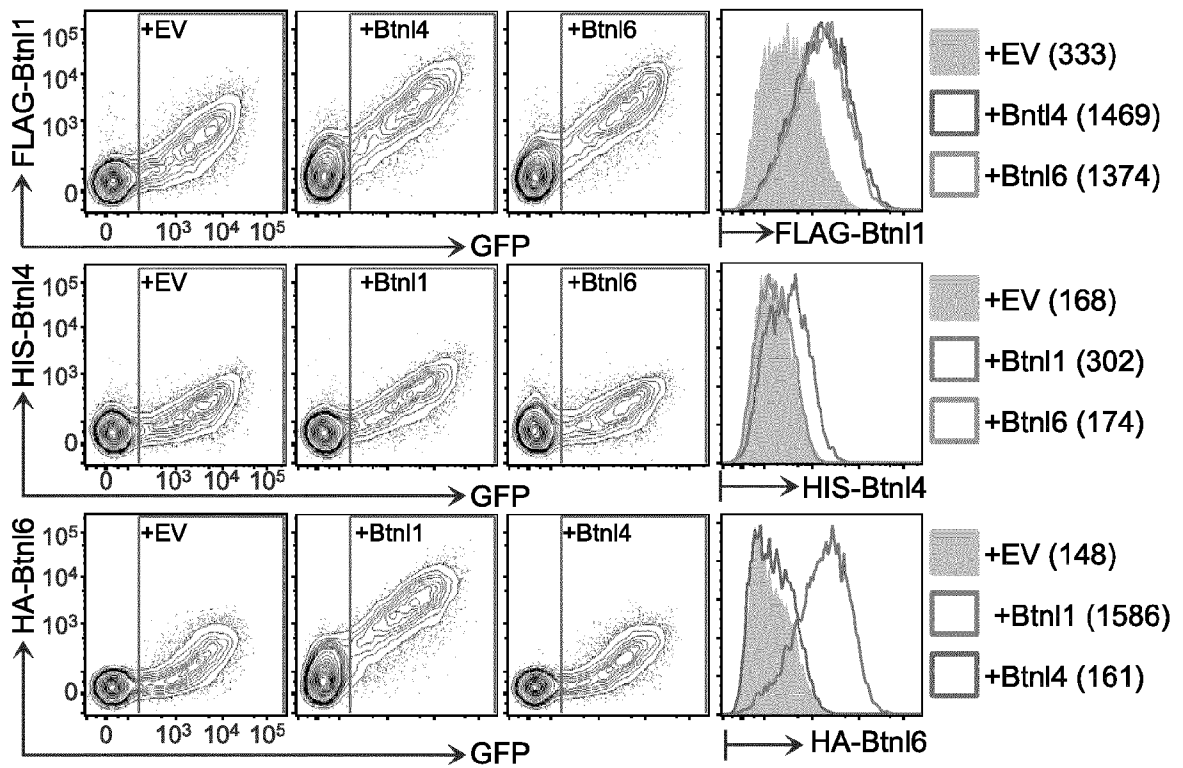 FLAG-Btnl1
10⁵
10⁴
10³
0
+EV
+Btnl4
+Btnl6
0 10³ 10⁴ 10⁵
GFP
FLAG-Btnl1
+EV (333)
+Bntl4 (1469)
+Btnl6 (1374)
HIS-Btnl4
10⁵
10⁴
10³
0
+EV
+Btnl1
+Btnl6
0 10³ 10⁴ 10⁵
GFP
HIS-Btnl4
+EV (168)
+Btnl1 (302)
+Btnl6 (174)
HA-Btnl6
10⁵
10⁴
10³
0
+EV
+Btnl1
+Btnl4
0 10³ 10⁴ 10⁵
GFP
HA-Btnl6
+EV (148)
+Btnl1 (1586)
+Btnl4 (161)